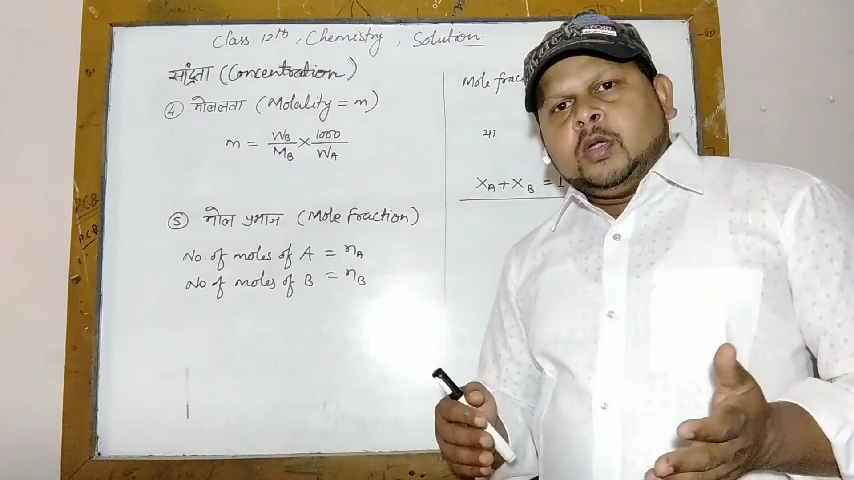 Class 12th, Chemistry, Solution.
सांद्रता (Concentration)
④ मोललता (Molality = m)
m = W_B/M_B × 1000/W_A
⑤ मोल प्रभाज (Mole Fraction)
No. of moles of A = n_A
No of moles of B = n_B
Mole
या
X_A + X_B = 1
P.C.B
P.C.B
SPORT